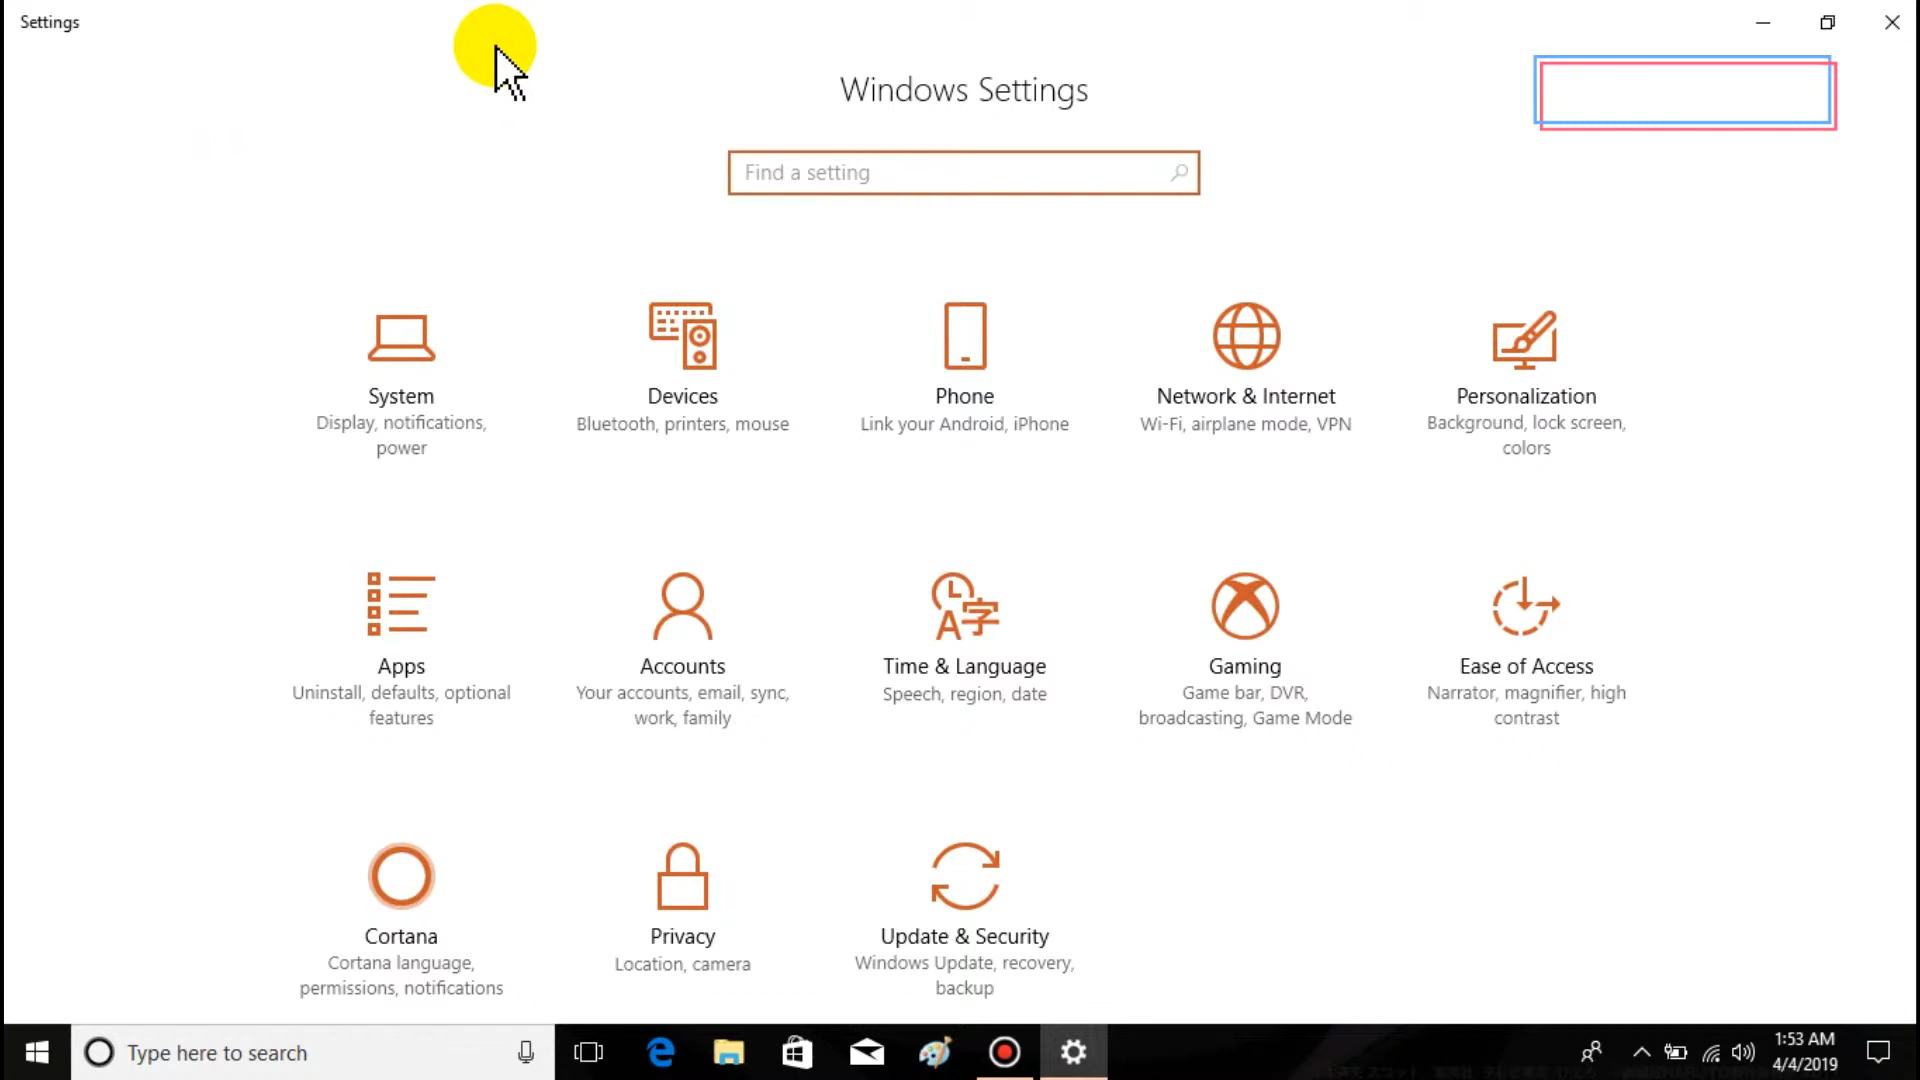 Settings
Windows Settings
Find a setting
System
Display, notifications,
power
Devices
Bluetooth, printers, mouse
Phone
Link your Android, iPhone
Network & Internet
Wi-Fi, airplane mode, VPN
Personalization
Background, lock screen,
colors
Apps
Uninstall, defaults, optional
features
Accounts
Your accounts, email, sync,
work, family
Time & Language
Speech, region, date
Gaming
Game bar, DVR,
broadcasting, Game Mode
Ease of Access
Narrator, magnifier, high
contrast
Cortana
Cortana language,
permissions, notifications
Privacy
Location, camera
Update & Security
Windows Update, recovery,
backup
Type here to search
1:53 AM
4/4/2019